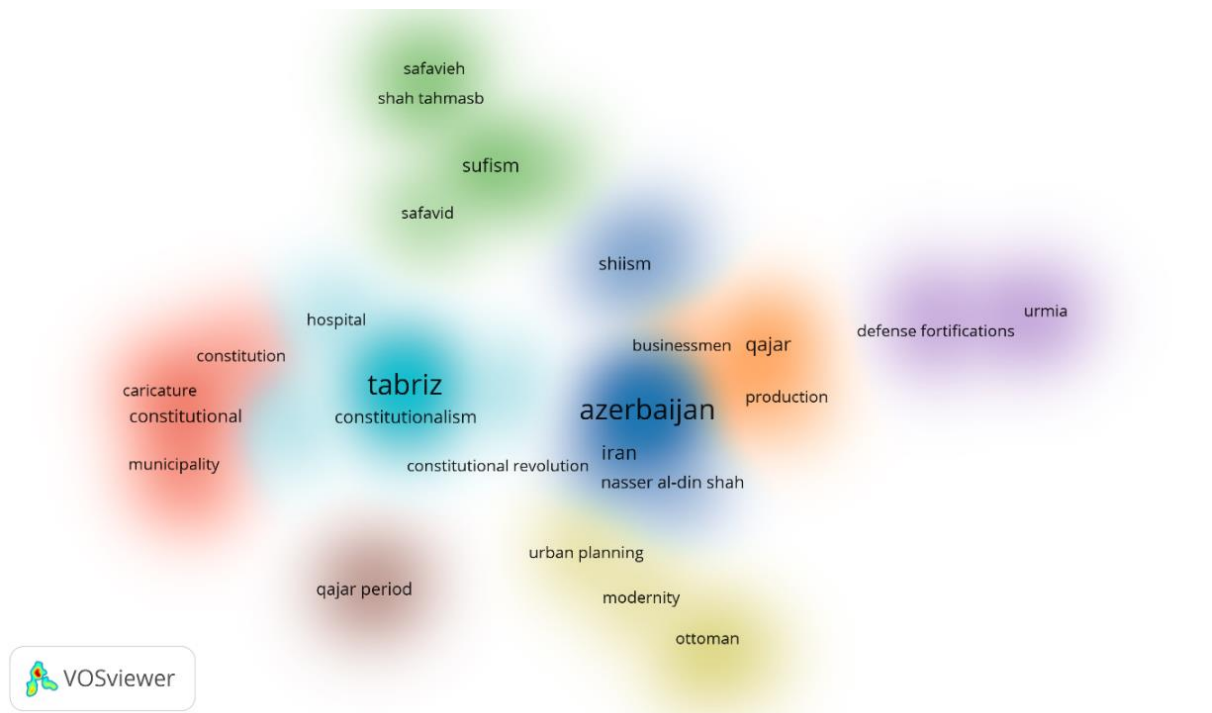 safavieh
shah tahmasb
sufism
safavid
shiism
urmia
hospital
defense fortifications
businessmen
qajar
constitution
tabriz
caricature
production
azerbaijan
constitutional
constitutionalism
iran
municipality
constitutional revolution
nasser al-din shah
urban planning
qajar period
modernity
ottoman
VOSviewer